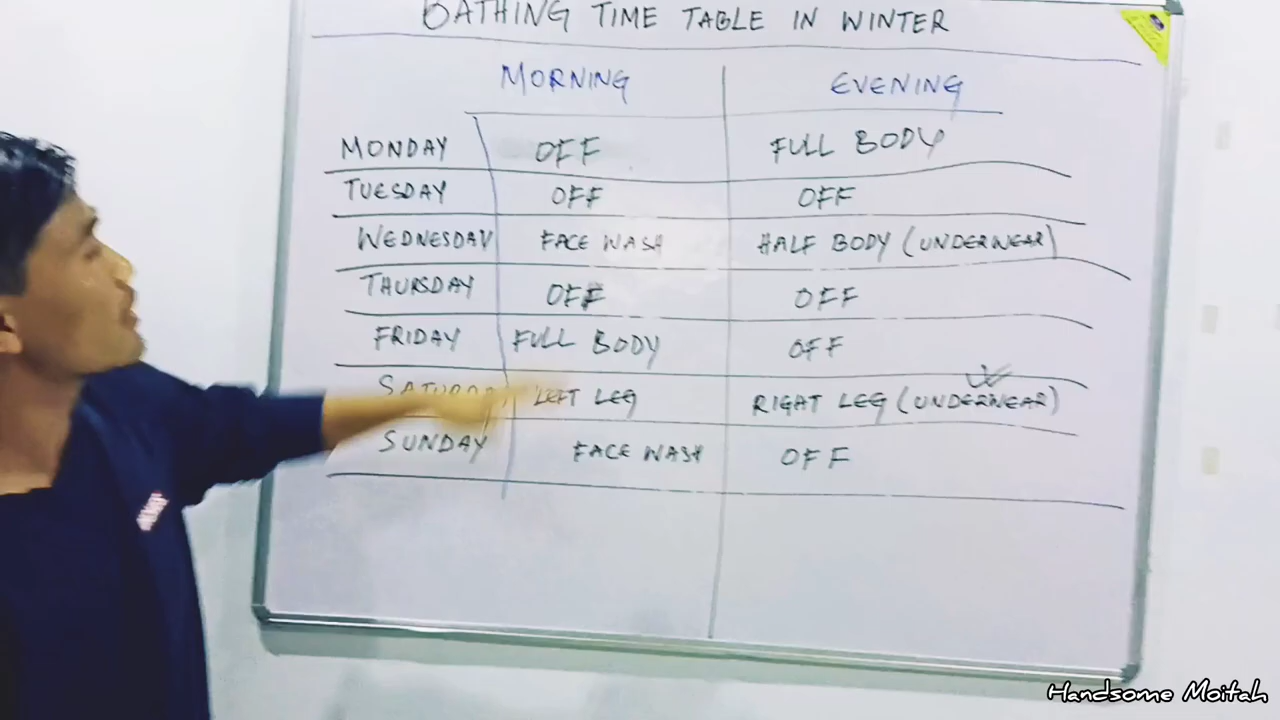 BATHING TIME TABLE IN WINTER
MORNING EVENING
MONDAY OFF FULL BODY
TUESDAY OFF OFF
WEDNESDAY FACE WASH HALF BODY (UNDERWEAR)
THURSDAY OFF OFF
FRIDAY FULL BODY OFF
SATURDAY LEFT LEG RIGHT LEG (UNDERWEAR)
SUNDAY FACE WASH OFF
Handsome Moitah